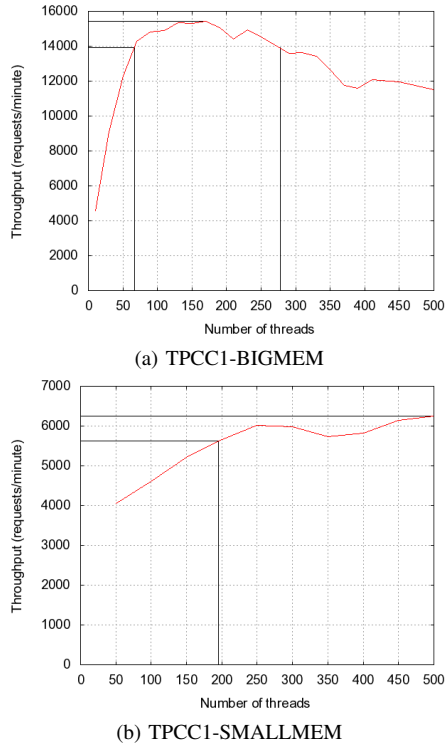 16000
14000
12000
10000
8000
6000
4000
2000
0
Throughput (requests/minute)
0 50 100 150 200 250 300 350 400 450 500
Number of threads
(a) TPCC1-BIGMEM
7000
6000
5000
4000
3000
2000
1000
0
Throughput (requests/minute)
0 50 100 150 200 250 300 350 400 450 500
Number of threads
(b) TPCC1-SMALLMEM